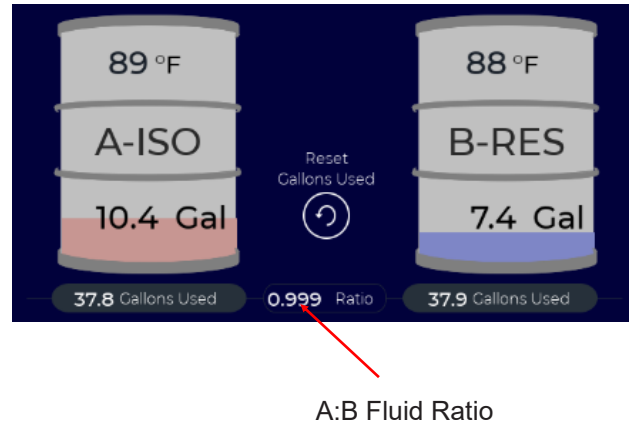 89 °F
88 °F
A-ISO
B-RES
Reset
Gallons Used
10.4 Gal
7.4 Gal
37.8 Gallons Used
0.999 Ratio
37.9 Gallons Used
A:B Fluid Ratio